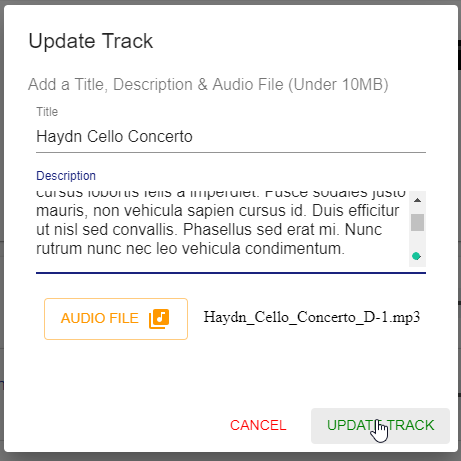 Update Track
Add a Title, Description & Audio File (Under 10MB)
Title
Haydn Cello Concerto
Description
cursus lobortis felis a imperdiet. Fusce sodales justo
mauris, non vehicula sapien cursus id. Duis efficitur
ut nisl sed convallis. Phasellus sed erat mi. Nunc
rutrum nunc nec leo vehicula condimentum.
AUDIO FILE
Haydn_Cello_Concerto_D-1.mp3
CANCEL
UPDATE TRACK